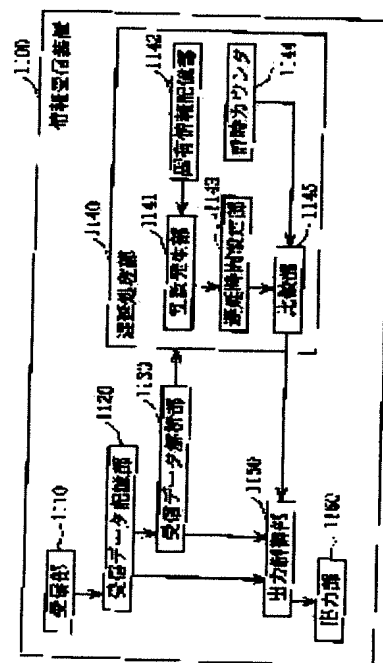 1100
情報受信装置
1110
受信部
1120
受信データ記憶部
1130
受信データ解析部
1140
遅延処理部
1141
乱数発生部
1142
固有情報記憶部
1143
遅延時間設定部
1144
計時カウンタ
1145
比較部
1150
出力制御部
1160
出力部